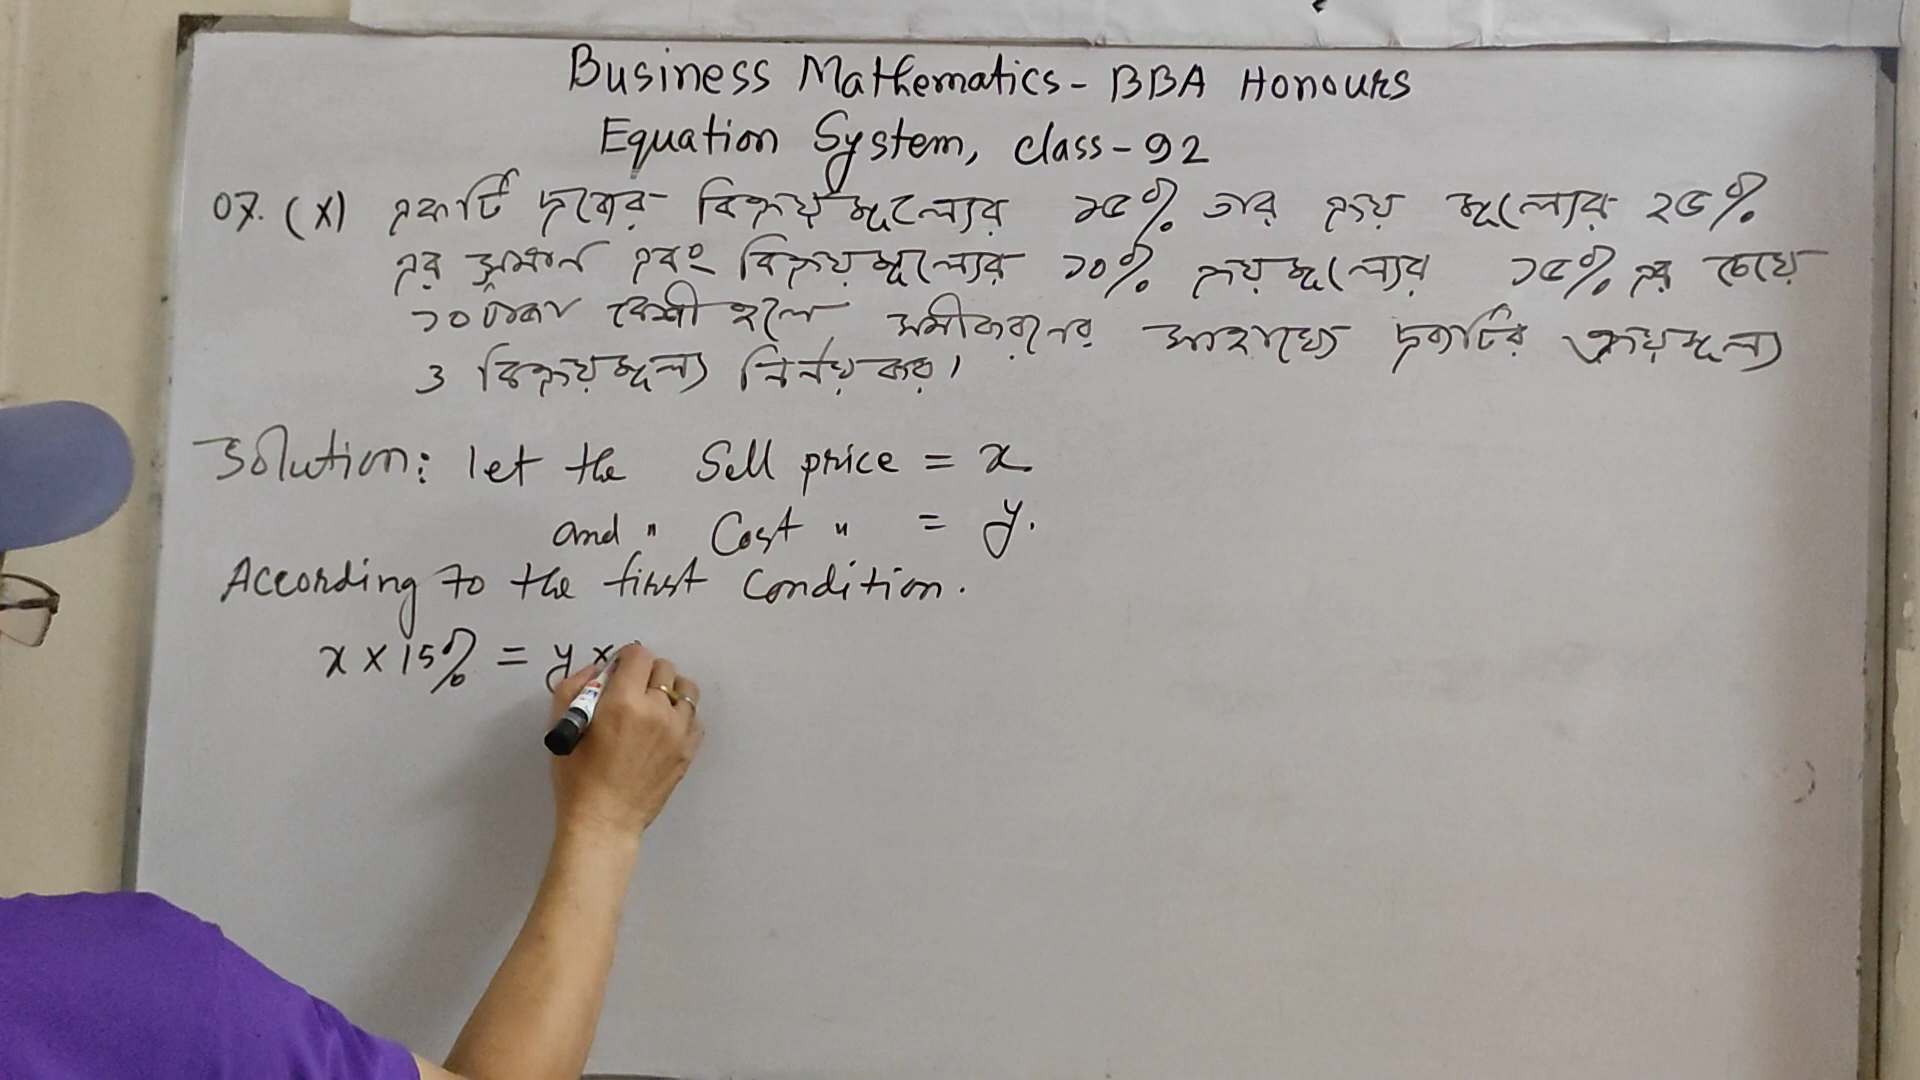 Business Mathematics - BBA Honours
Equation System, class-92
07. (x) একটি দ্রব্যের বিক্রয়মূল্যের ১৫% তার ক্রয় মূল্যের ২৫%
এর সমান এবং বিক্রয়মূল্যের ১০% ক্রয়মূল্যের ১৫% এর চেয়ে
১০ টাকা বেশী হলে সমীকরণের সাহায্যে দ্রব্যটির ক্রয়মূল্য
ও বিক্রয়মূল্য নির্ণয় কর।
Solution: let the Sell price = x
and " Cost " = y.
According to the first Condition.
x × 15% = y ×